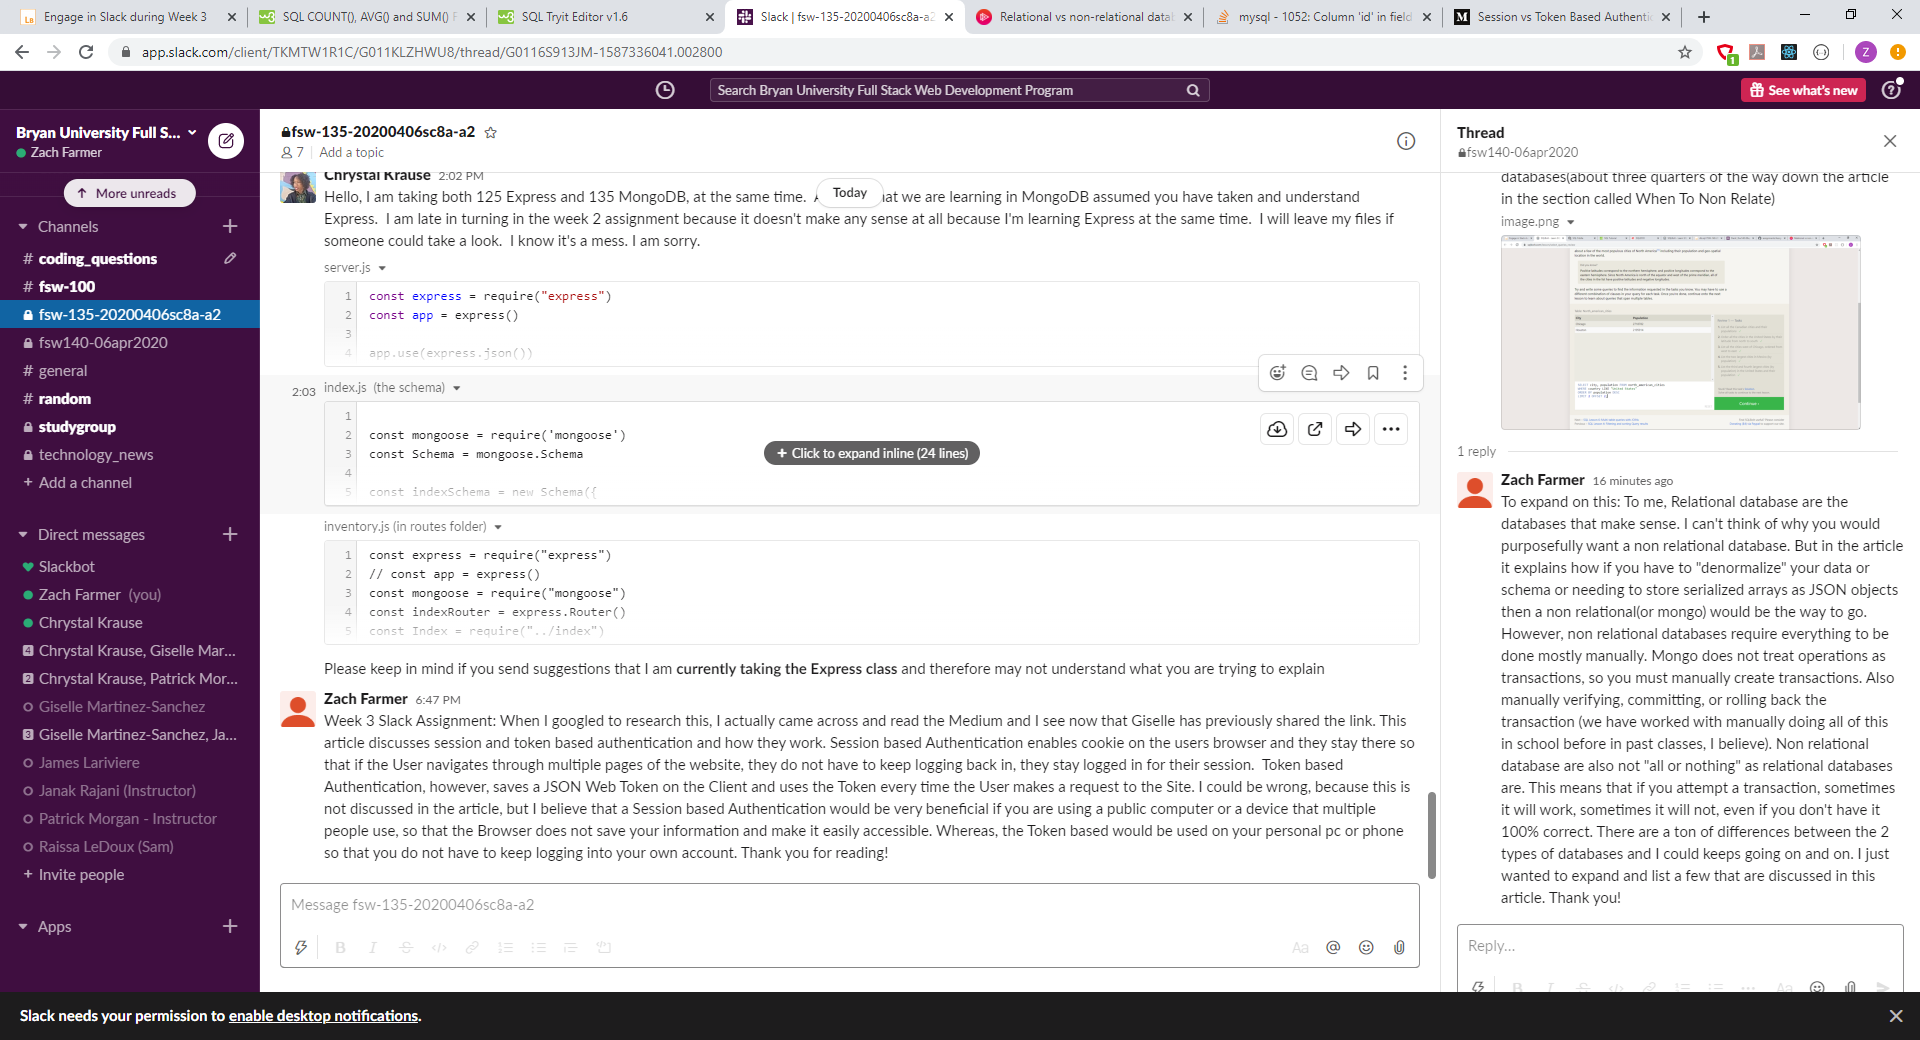 Engage in Slack during Week 3
SQL COUNT(), AVG() and SUM() F
SQL Tryit Editor v1.6
Slack | fsw-135-20200406sc8a-a2
Relational vs non-relational data
mysql - 1052: Column 'id' in field
Session vs Token Based Authenti
app.slack.com/client/TKMTW1R1C/G011KLZHWU8/thread/G0116S913JM-1587336041.002800
Search Bryan University Full Stack Web Development Program
See what's new
Bryan University Full S...
Zach Farmer
More unreads
Channels
# coding_questions
# fsw-100
fsw-135-20200406sc8a-a2
fsw140-06apr2020
# general
# random
studygroup
technology_news
+ Add a channel
Direct messages
Slackbot
Zach Farmer (you)
Chrystal Krause
4 Chrystal Krause, Giselle Mar...
2 Chrystal Krause, Patrick Mor...
Giselle Martinez-Sanchez
3 Giselle Martinez-Sanchez, Ja...
James Lariviere
Janak Rajani (Instructor)
Patrick Morgan - Instructor
Raissa LeDoux (Sam)
+ Invite people
Apps
fsw-135-20200406sc8a-a2
7 | Add a topic
Today
Chrystal Krause 2:02 PM
Hello, I am taking both 125 Express and 135 MongoDB, at the same time. at we are learning in MongoDB assumed you have taken and understand
Express. I am late in turning in the week 2 assignment because it doesn't make any sense at all because I'm learning Express at the same time. I will leave my files if
someone could take a look. I know it's a mess. I am sorry.
server.js
1 const express = require("express")
2 const app = express()
3
4 app.use(express.json())
2:03 index.js (the schema)
1
2 const mongoose = require('mongoose')
3 const Schema = mongoose.Schema
4
5 const indexSchema = new Schema({
+ Click to expand inline (24 lines)
inventory.js (in routes folder)
1 const express = require("express")
2 // const app = express()
3 const mongoose = require("mongoose")
4 const indexRouter = express.Router()
5 const Index = require("../index")
Please keep in mind if you send suggestions that I am currently taking the Express class and therefore may not understand what you are trying to explain
Zach Farmer 6:47 PM
Week 3 Slack Assignment: When I googled to research this, I actually came across and read the Medium and I see now that Giselle has previously shared the link. This
article discusses session and token based authentication and how they work. Session based Authentication enables cookie on the users browser and they stay there so
that if the User navigates through multiple pages of the website, they do not have to keep logging back in, they stay logged in for their session. Token based
Authentication, however, saves a JSON Web Token on the Client and uses the Token every time the User makes a request to the Site. I could be wrong, because this is
not discussed in the article, but I believe that a Session based Authentication would be very beneficial if you are using a public computer or a device that multiple
people use, so that the Browser does not save your information and make it easily accessible. Whereas, the Token based would be used on your personal pc or phone
so that you do not have to keep logging into your own account. Thank you for reading!
Message fsw-135-20200406sc8a-a2
Thread
fsw140-06apr2020
databases(about three quarters of the way down the article
in the section called When To Non Relate)
image.png
1 reply
Zach Farmer 16 minutes ago
To expand on this: To me, Relational database are the
databases that make sense. I can't think of why you would
purposefully want a non relational database. But in the article
it explains how if you have to "denormalize" your data or
schema or needing to store serialized arrays as JSON objects
then a non relational(or mongo) would be the way to go.
However, non relational databases require everything to be
done mostly manually. Mongo does not treat operations as
transactions, so you must manually create transactions. Also
manually verifying, committing, or rolling back the
transaction (we have worked with manually doing all of this
in school before in past classes, I believe). Non relational
database are also not "all or nothing" as relational databases
are. This means that if you attempt a transaction, sometimes
it will work, sometimes it will not, even if you don't have it
100% correct. There are a ton of differences between the 2
types of databases and I could keeps going on and on. I just
wanted to expand and list a few that are discussed in this
article. Thank you!
Reply...
Slack needs your permission to enable desktop notifications.